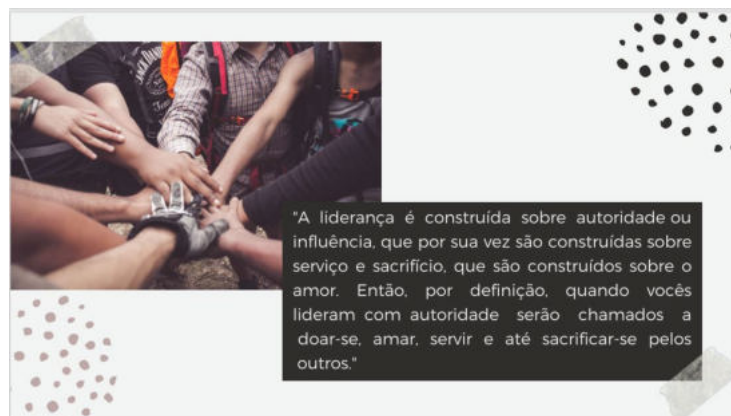 JACK DANI
"A liderança é construída sobre autoridade ou
influência, que por sua vez são construídas sobre
serviço e sacrifício, que são construídos sobre o
amor. Então, por definição, quando vocês
lideram com autoridade serão chamados a
doar-se, amar, servir e até sacrificar-se pelos
outros."